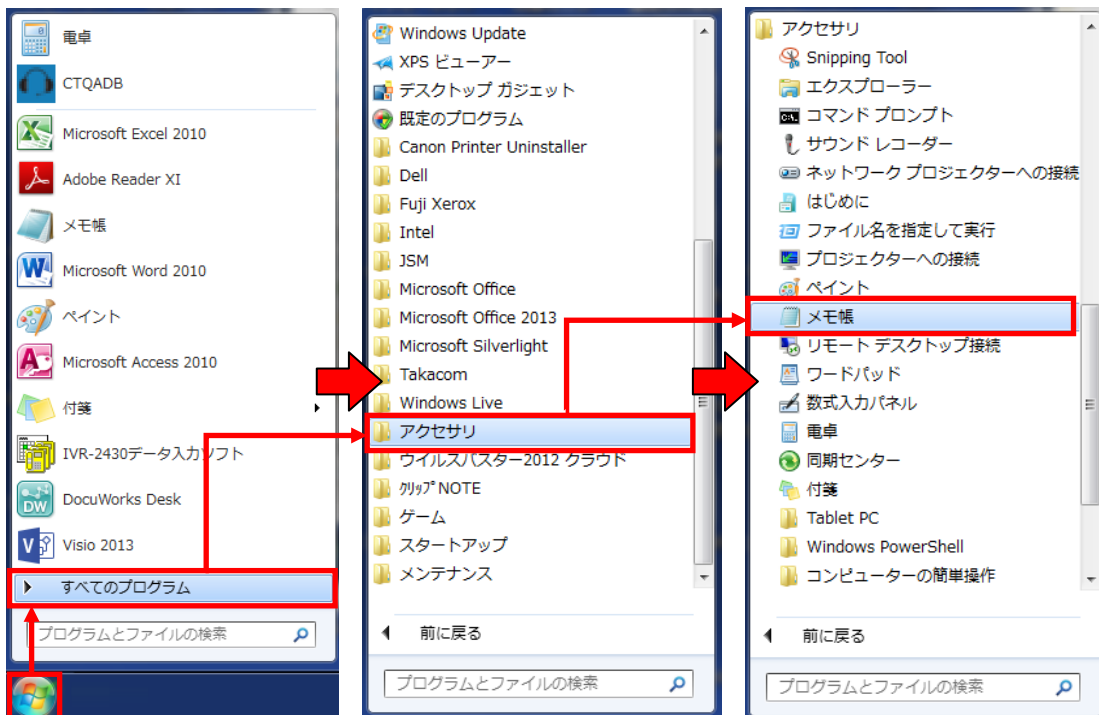 電卓
CTQADB
Microsoft Excel 2010
Adobe Reader XI
メモ帳
Microsoft Word 2010
ペイント
Microsoft Access 2010
付箋
IVR-2430データ入力ソフト
DocuWorks Desk
Visio 2013
すべてのプログラム
プログラムとファイルの検索
Windows Update
XPS ビューアー
デスクトップ ガジェット
既定のプログラム
Canon Printer Uninstaller
Dell
Fuji Xerox
Intel
JSM
Microsoft Office
Microsoft Office 2013
Microsoft Silverlight
Takacom
Windows Live
アクセサリ
ウイルスバスター2012 クラウド
クリップNOTE
ゲーム
スタートアップ
メンテナンス
前に戻る
プログラムとファイルの検索
アクセサリ
Snipping Tool
エクスプローラー
コマンド プロンプト
サウンド レコーダー
ネットワーク プロジェクターへの接続
はじめに
ファイル名を指定して実行
プロジェクターへの接続
ペイント
メモ帳
リモート デスクトップ接続
ワードパッド
数式入力パネル
電卓
同期センター
付箋
Tablet PC
Windows PowerShell
コンピューターの簡単操作
前に戻る
プログラムとファイルの検索